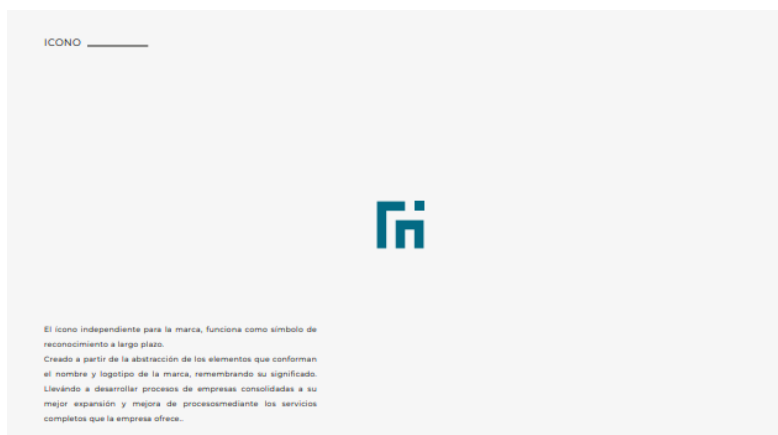 ICONO
El ícono independiente para la marca, funciona como símbolo de
reconocimiento a largo plazo.
Creado a partir de la abstracción de los elementos que conforman
el nombre y logotipo de la marca, remembrando su significado.
Llevándo a desarrollar procesos de empresas consolidadas a su
mejor expansión y mejora de procesosmediante los servicios
completos que la empresa ofrece..